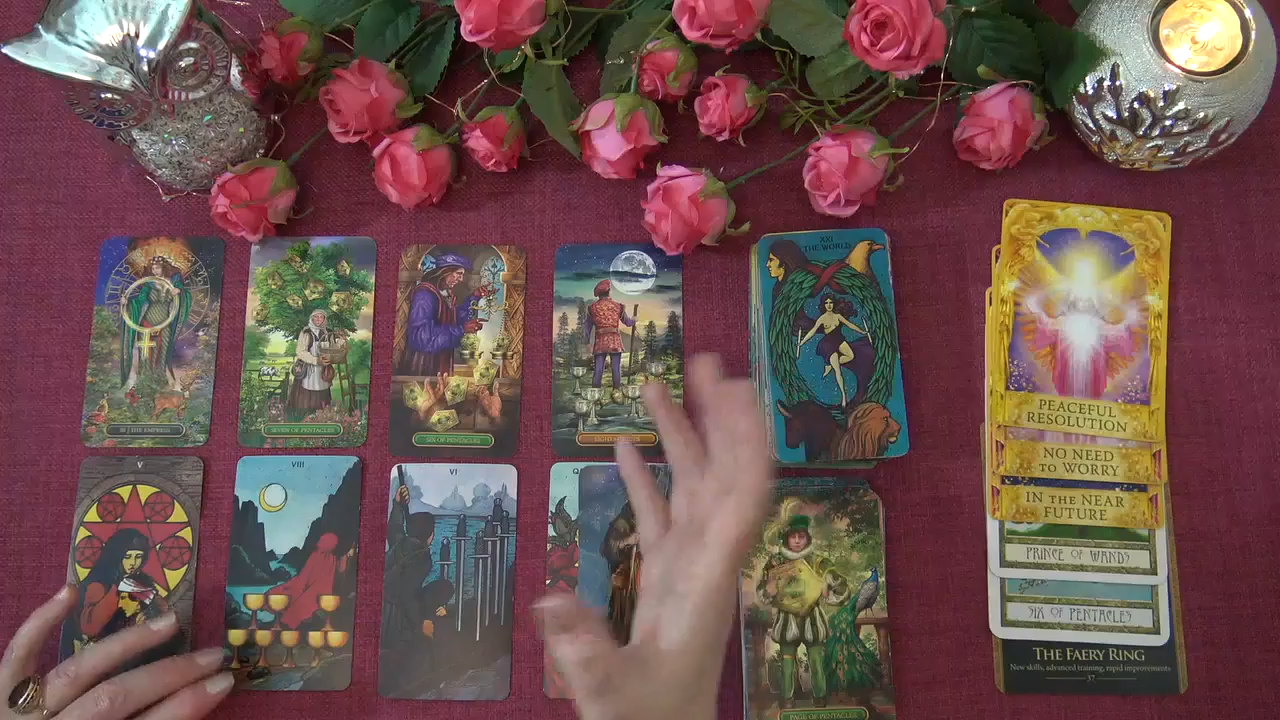 III | THE EMPRESS
SEVEN OF PENTACLES
SIX OF PENTACLES
XXI
THE WORLD
V
VIII
VI
Q
PAGE OF PENTACLES
PEACEFUL
RESOLUTION
NO NEED
TO WORRY
IN THE NEAR
FUTURE
PRINCE OF WANDS
SIX OF PENTACLES
THE FAERY RING
New skills, advanced training, rapid improvements
37